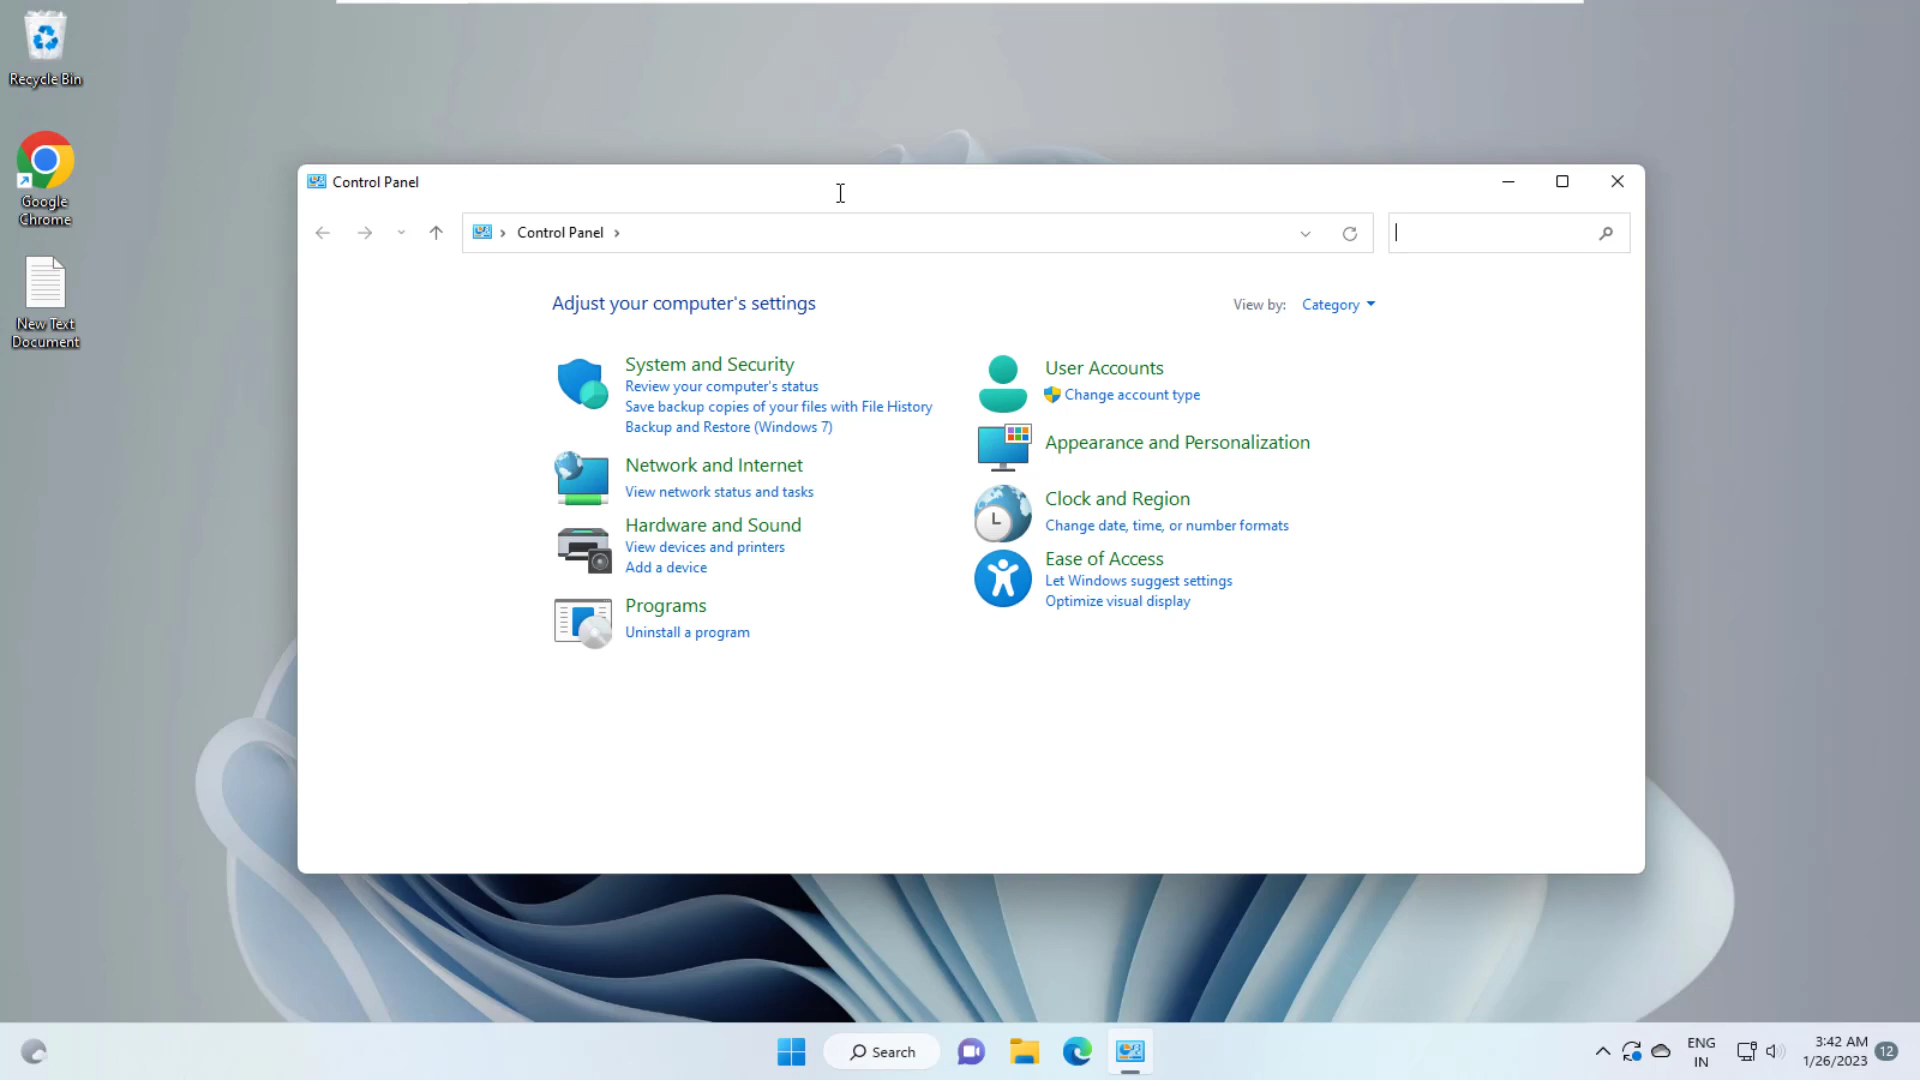 Recycle Bin
Google
Chrome
New Text
Document
Control Panel
Control Panel
Adjust your computer's settings
View by: Category
System and Security
Review your computer's status
Save backup copies of your files with File History
Backup and Restore (Windows 7)
Network and Internet
View network status and tasks
Hardware and Sound
View devices and printers
Add a device
Programs
Uninstall a program
User Accounts
Change account type
Appearance and Personalization
Clock and Region
Change date, time, or number formats
Ease of Access
Let Windows suggest settings
Optimize visual display
Search
ENG
IN
3:42 AM
1/26/2023
12